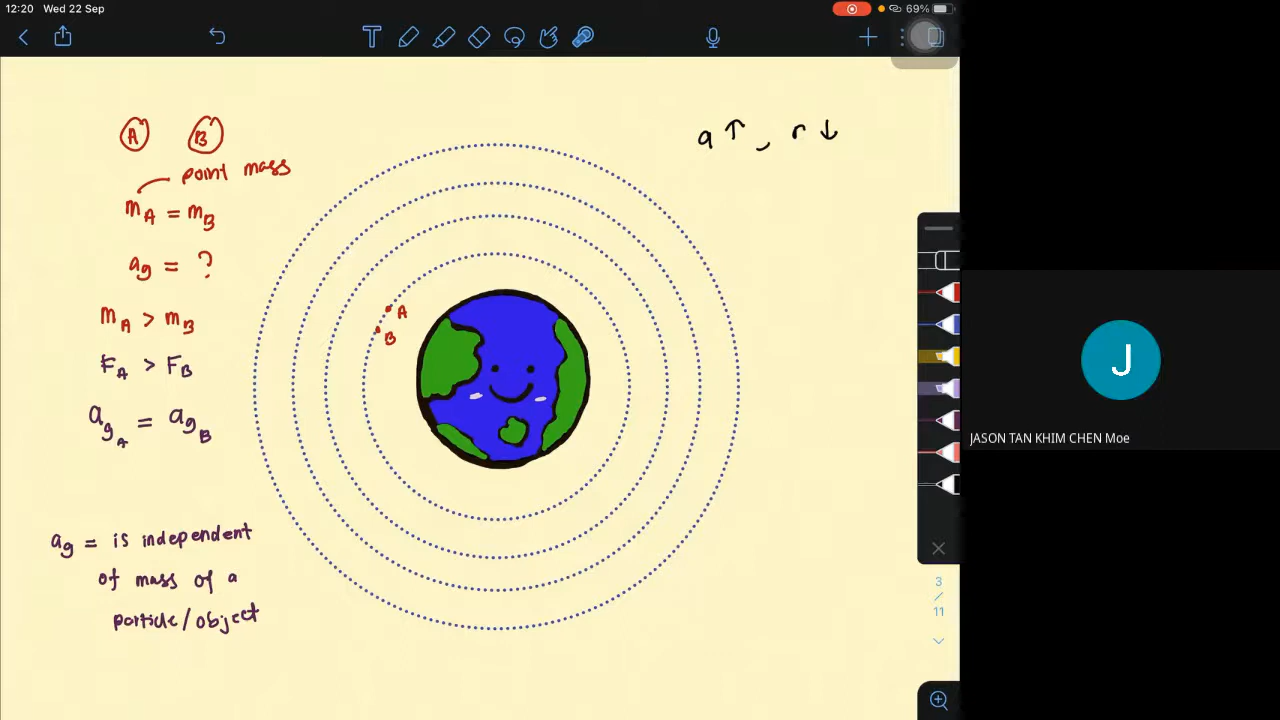 12:20 Wed 22 Sep
69%
A B
point mass
mA = mB
ag = ?
mA > mB
FA > FB
agA = agB
ag = is independent
of mass of a
particle/object
a ↑, r ↓
A
B
3
/
11
J
JASON TAN KHIM CHEN Moe